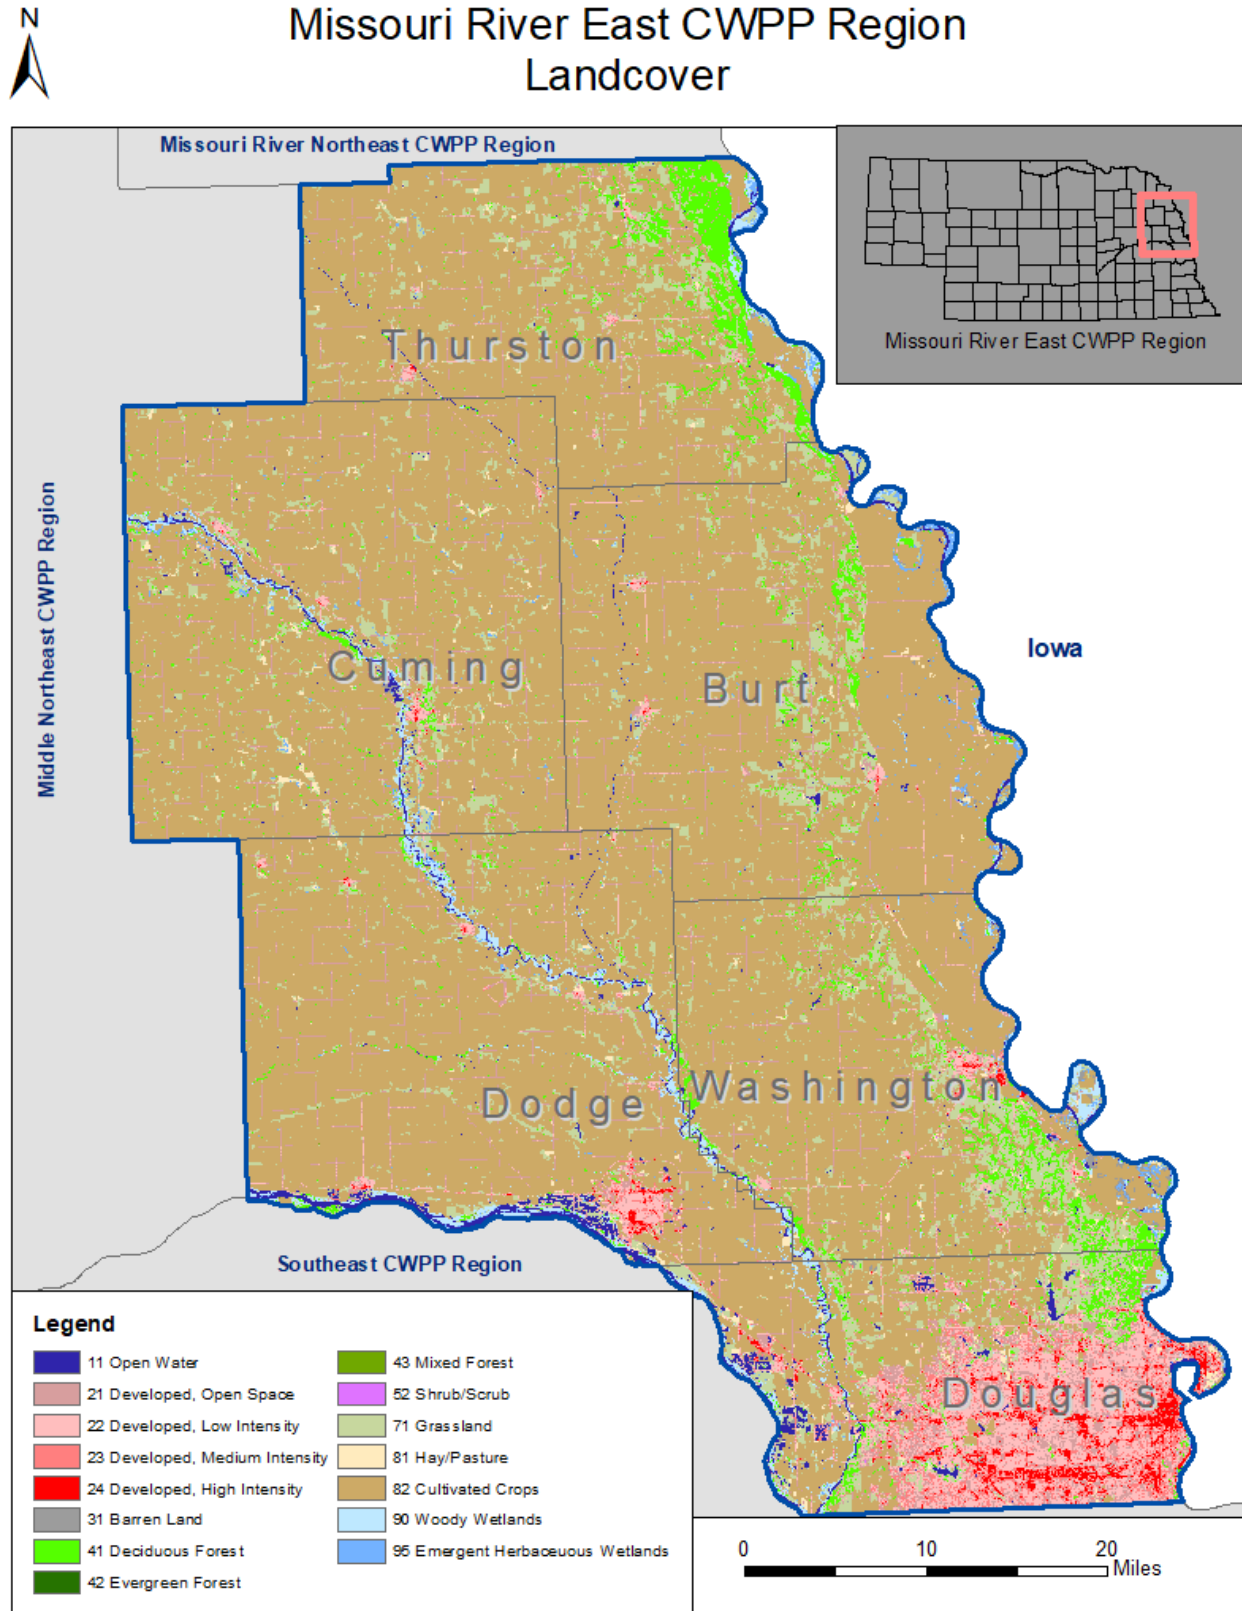 N
Missouri River East CWPP Region
Landcover
Missouri River Northeast CWPP Region
Missouri River East CWPP Region
Thurston
Middle Northeast CWPP Region
Iowa
Cuming
Burt
Dodge
Washington
Southeast CWPP Region
Douglas
Legend
11 Open Water
21 Developed, Open Space
22 Developed, Low Intensity
23 Developed, Medium Intensity
24 Developed, High Intensity
31 Barren Land
41 Deciduous Forest
42 Evergreen Forest
43 Mixed Forest
52 Shrub/Scrub
71 Grassland
81 Hay/Pasture
82 Cultivated Crops
90 Woody Wetlands
95 Emergent Herbaceuous Wetlands
0 10 20
Miles